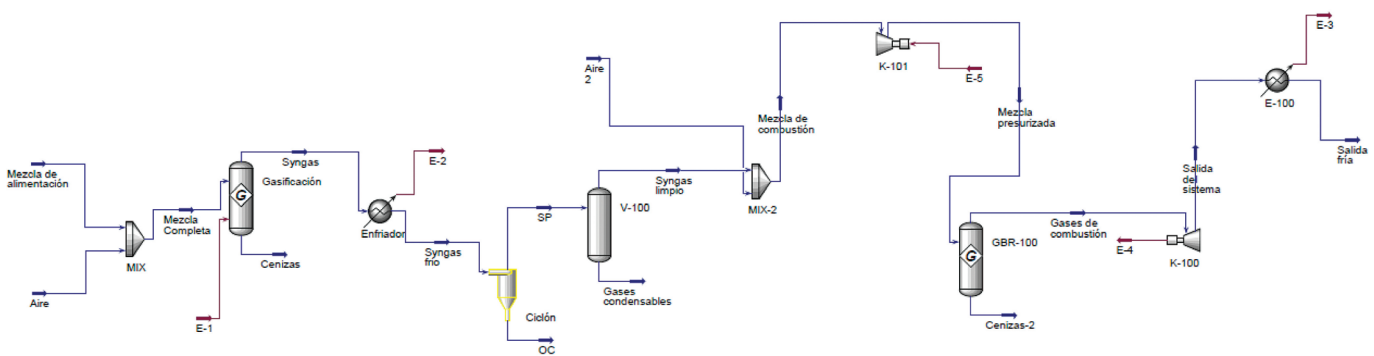 Mezcla de
alimentación
Aire
MIX
Mezcla
Completa
E-1
Syngas
G
Gasificación
Cenizas
E-2
Enfriador
Syngas
frío
Ciclón
OC
SP
V-100
Gases
condensables
Syngas
limpio
Aire
2
MIX-2
Mezcla de
combustión
K-101
E-5
Mezcla
presurizada
G
GBR-100
Cenizas-2
Gases de
combustión
E-4
K-100
Salida
del
sistema
E-100
E-3
Salida
fría